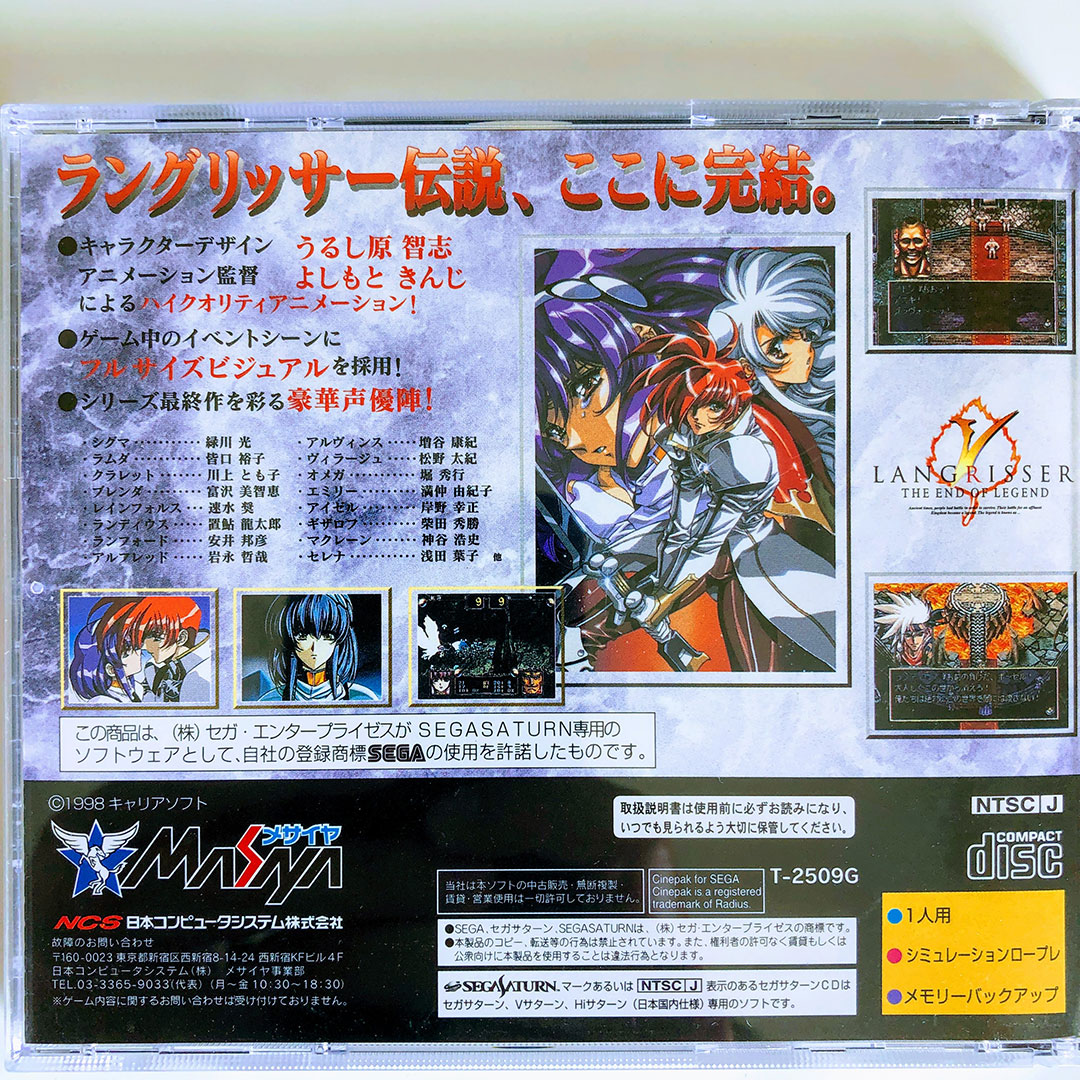 ラングリッサー伝説、ここに完結。
●キャラクターデザイン うるし原 智志
アニメーション監督 よしもと きんじ
によるハイクオリティアニメーション!
●ゲーム中のイベントシーンに
フルサイズビジュアルを採用!
●シリーズ最終作を彩る豪華声優陣!
・シグマ・・・・・・・・・・・緑川 光
・ラムダ・・・・・・・・・・・皆口 裕子
・クラレット・・・・・・・川上 とも子
・ブレンダ・・・・・・・・・富沢 美智恵
・レインフォルス・・・速水 奨
・ランディウス・・・・・置鮎 龍太郎
・ランフォード・・・・・安井 邦彦
・アルフレッド・・・・・岩永 哲哉
・アルヴィンス・・・・・増谷 康紀
・ヴィラージュ・・・・・松野 太紀
・オメガ・・・・・・・・・・・堀 秀行
・エミリー・・・・・・・・・満仲 由紀子
・アイゼル・・・・・・・・・岸野 幸正
・ギザロフ・・・・・・・・・柴田 秀勝
・マクレーン・・・・・・・神谷 浩史
・セレナ・・・・・・・・・・・浅田 葉子 他
LANGRISSER V
THE END OF LEGEND
この商品は、(株)セガ・エンタープライゼスがSEGASATURN専用の
ソフトウェアとして、自社の登録商標SEGAの使用を許諾したものです。
©1998 キャリアソフト
メサイヤ
MASAYA
NCS 日本コンピュータシステム株式会社
故障のお問い合わせ
〒160-0023 東京都新宿区西新宿8-14-24 西新宿KFビル4F
日本コンピュータシステム(株) メサイヤ事業部
TEL.03-3365-9033(代表)(月〜金 10:30〜18:30)
※ゲーム内容に関するお問い合わせは受け付けておりません。
取扱説明書は使用前に必ずお読みになり、
いつでも見られるよう大切に保管してください。
当社は本ソフトの中古販売・無断複製・
賃貸・営業使用は一切許可しておりません。
Cinepak for SEGA
Cinepak is a registered
trademark of Radius.
T-2509G
●SEGA、セガサターン、SEGASATURNは、(株)セガ・エンタープライゼスの商標です。
●本製品のコピー、転送等の行為は禁止されています。また、権利者の許可なく賃貸もしくは
公衆向けに本製品を使用することは違法行為となります。
SEGASATURN.マークあるいは NTSC J 表示のあるセガサターンCDは
セガサターン、Vサターン、Hiサターン(日本国内仕様)専用のソフトです。
NTSC J
COMPACT
disc
●1人用
●シミュレーションロープレ
●メモリーバックアップ